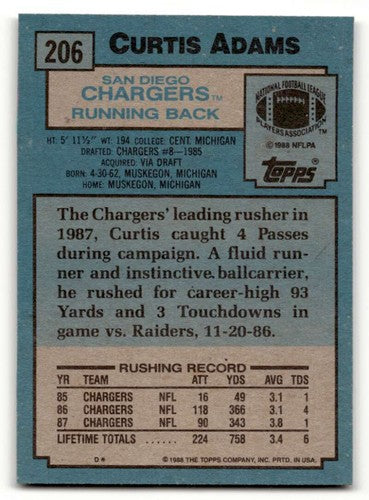 206 CURTIS ADAMS
SAN DIEGO
CHARGERS™
RUNNING BACK
NATIONAL FOOTBALL LEAGUE
PLAYERS ASSOCIATION™
©1988 NFLPA
TOPPS®
HT. 5' 11½" WT. 194 COLLEGE: CENT. MICHIGAN
DRAFTED: CHARGERS #8—1985
ACQUIRED: VIA DRAFT
BORN: 4-30-62, MUSKEGON, MICHIGAN
HOME: MUSKEGON, MICHIGAN
The Chargers' leading rusher in
1987, Curtis caught 4 Passes
during campaign. A fluid run-
ner and instinctive ballcarrier,
he rushed for career-high 93
Yards and 3 Touchdowns in
game vs. Raiders, 11-20-86.
RUSHING RECORD
YR TEAM ATT YDS AVG TDS
85 CHARGERS NFL 16 49 3.1 1
86 CHARGERS NFL 118 366 3.1 4
87 CHARGERS NFL 90 343 3.8 1
LIFETIME TOTALS ...... 224 758 3.4 6
D* ©1988 THE TOPPS COMPANY, INC. PRTD. IN U.S.A.